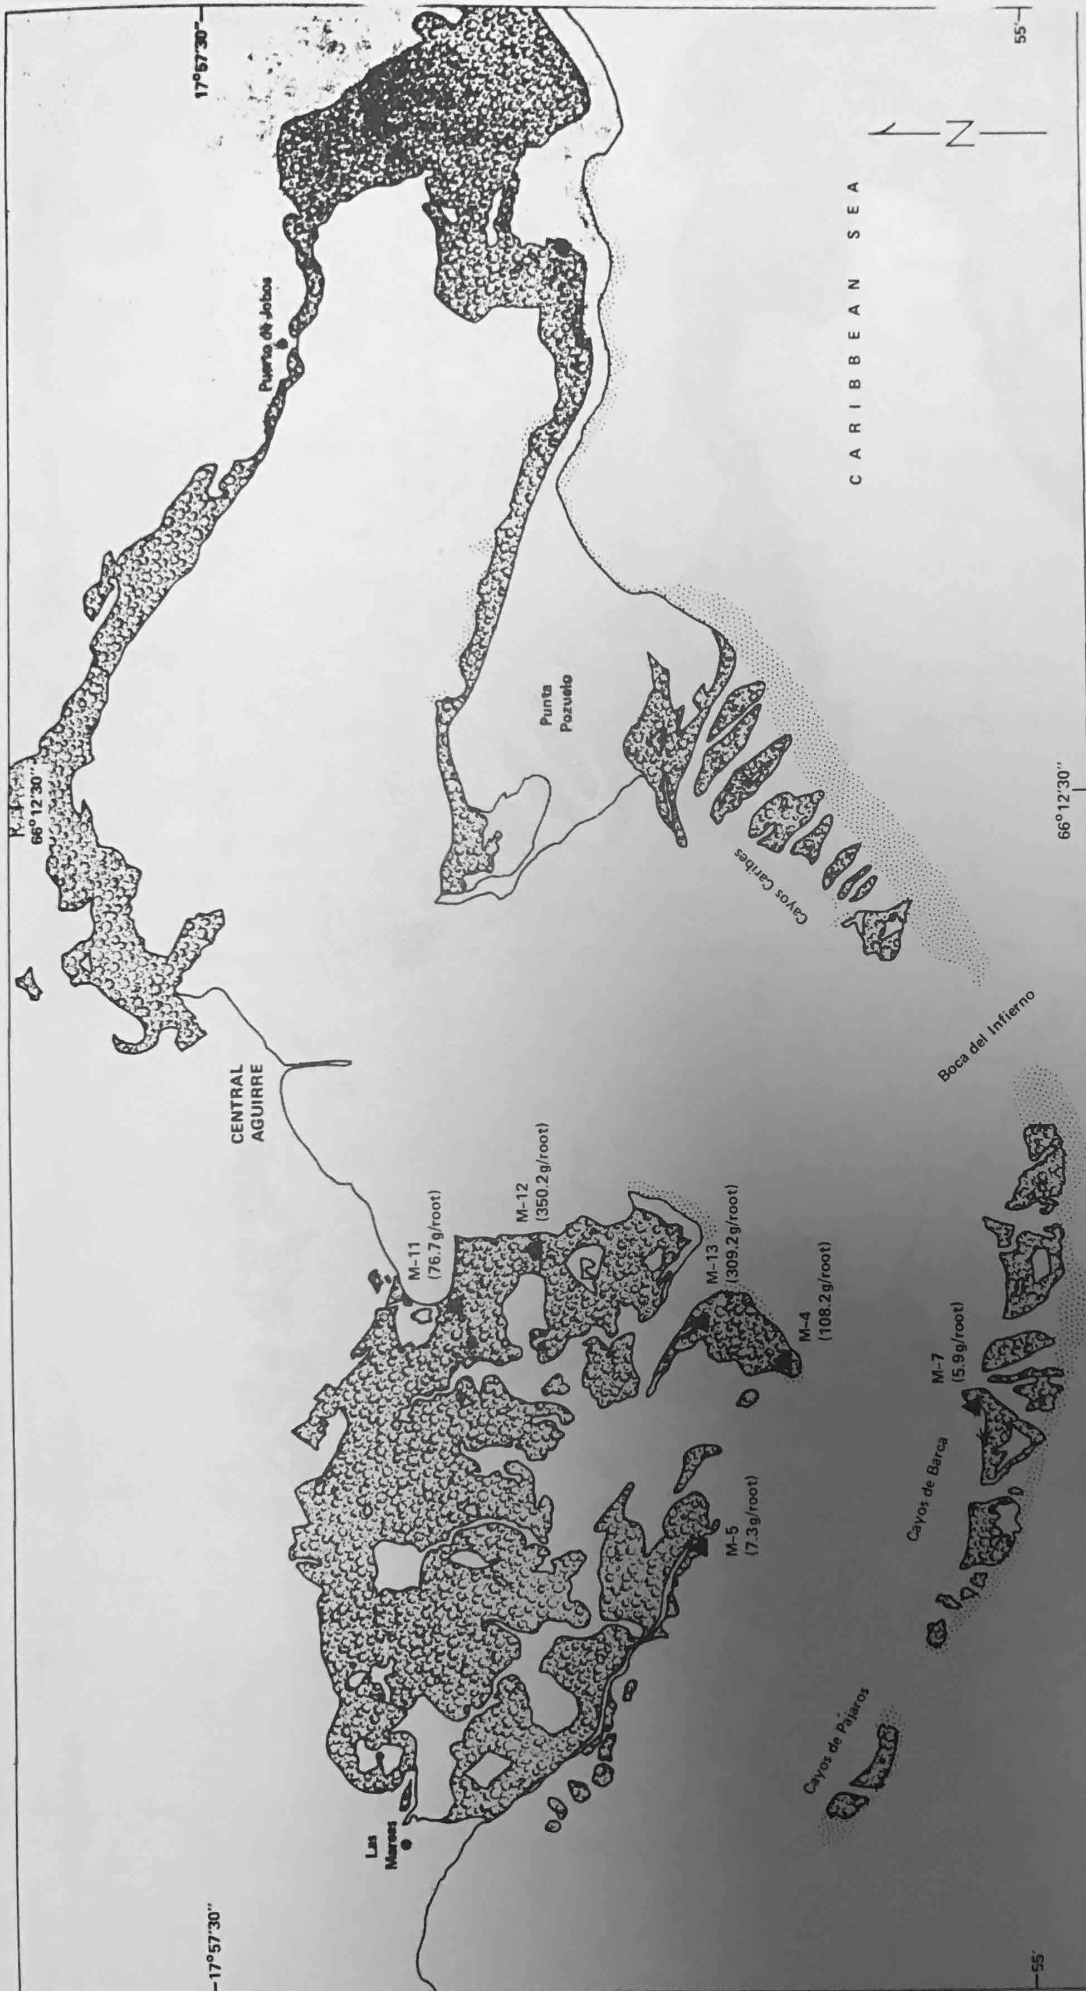 17°57'30"
55'
N
CARIBBEAN SEA
Puerto de Jobos
66°12'30"
Punta
Pozuelo
66°12'30"
Cayos Caribes
CENTRAL
AGUIRRE
Boca del Infierno
M-11
(76.7g/root)
M-12
(350.2g/root)
M-13
(309.2g/root)
M-4
(108.2g/root)
M-7
(5.9g/root)
M-5
(7.3g/root)
Cayos de Barca
Cayos de Pájaros
Las
Mareas
17°57'30"
55'